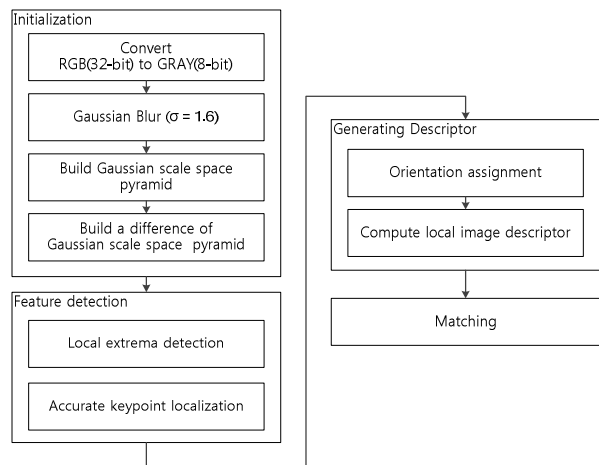 Initialization
Convert
RGB(32-bit) to GRAY(8-bit)
Gaussian Blur (σ = 1.6)
Build Gaussian scale space
pyramid
Build a difference of
Gaussian scale space pyramid
Feature detection
Local extrema detection
Accurate keypoint localization
Generating Descriptor
Orientation assignment
Compute local image descriptor
Matching